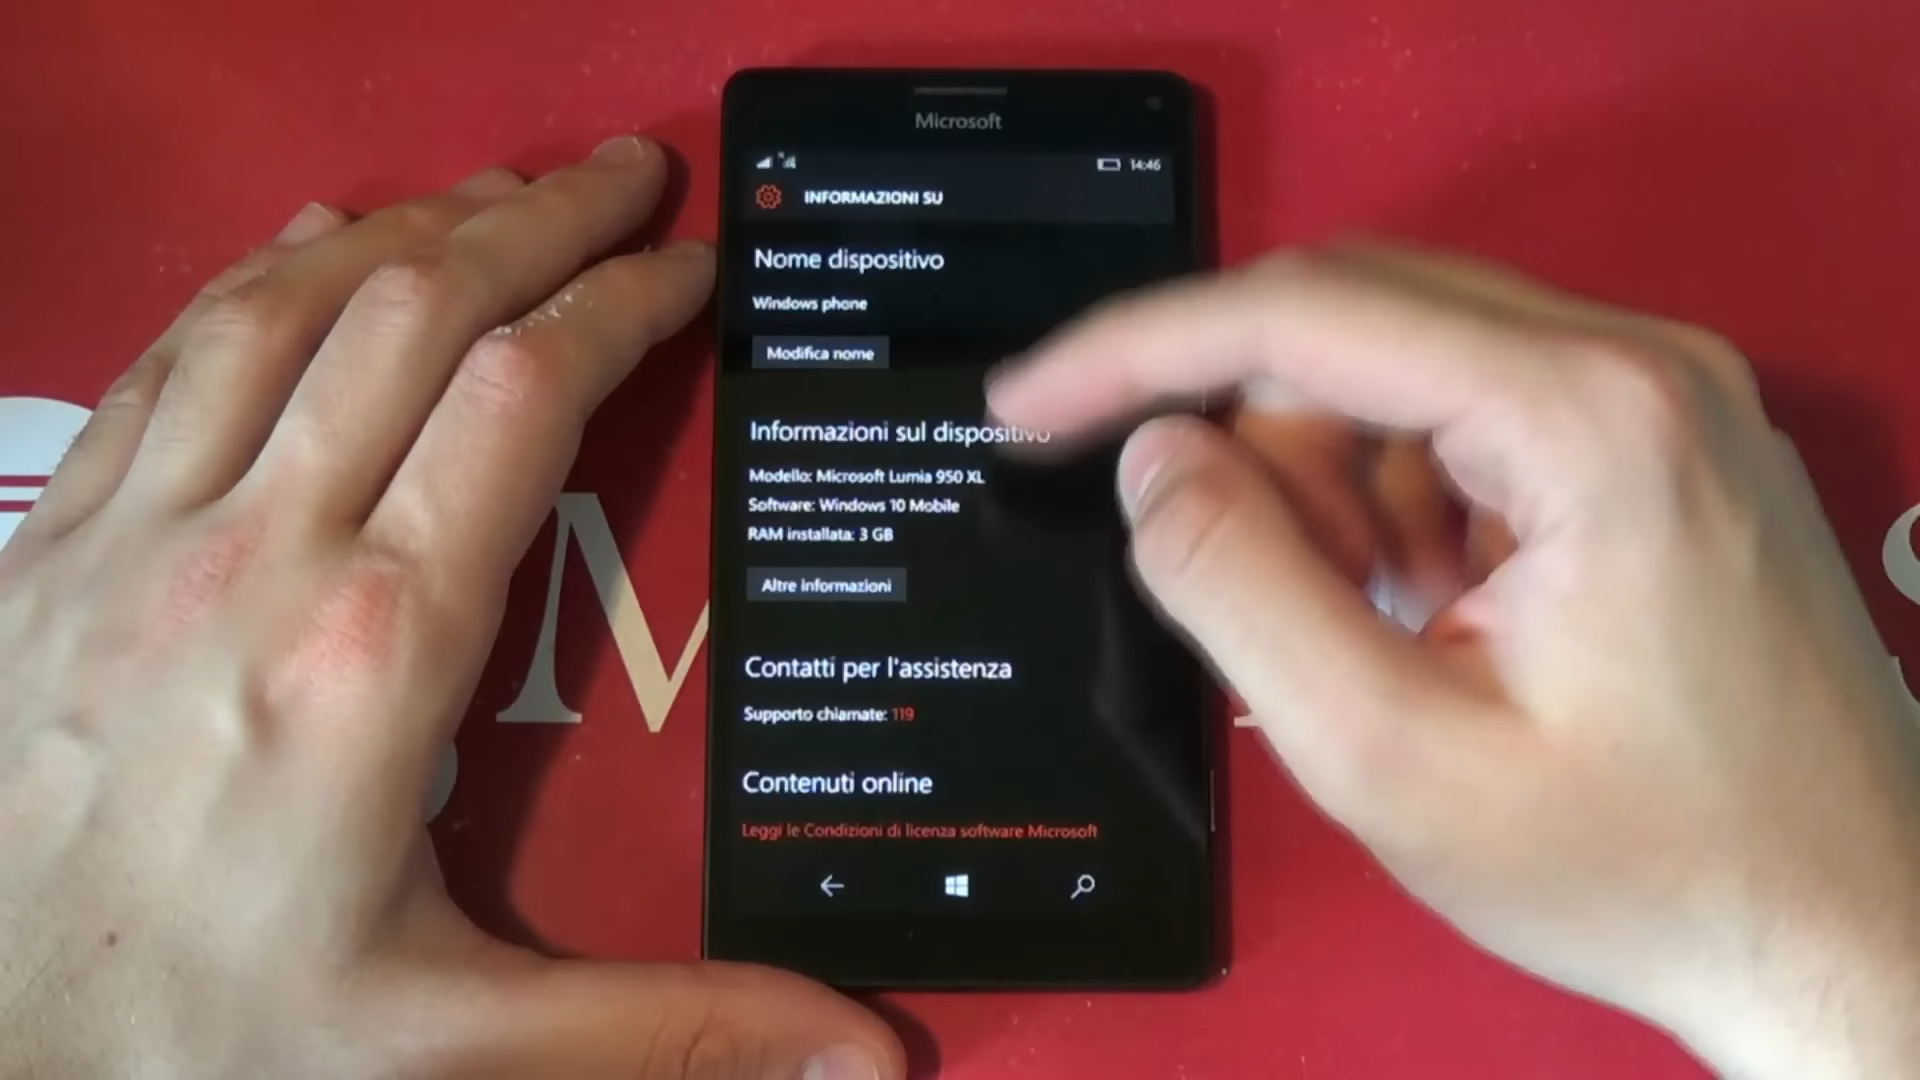 Microsoft
14:46
INFORMAZIONI SU
Nome dispositivo
Windows phone
Modifica nome
Informazioni sul dispositivo
Modello: Microsoft Lumia 950 XL
Software: Windows 10 Mobile
RAM installata: 3 GB
Altre informazioni
Contatti per l'assistenza
Supporto chiamate: 119
Contenuti online
Leggi le Condizioni di licenza software Microsoft
M
S